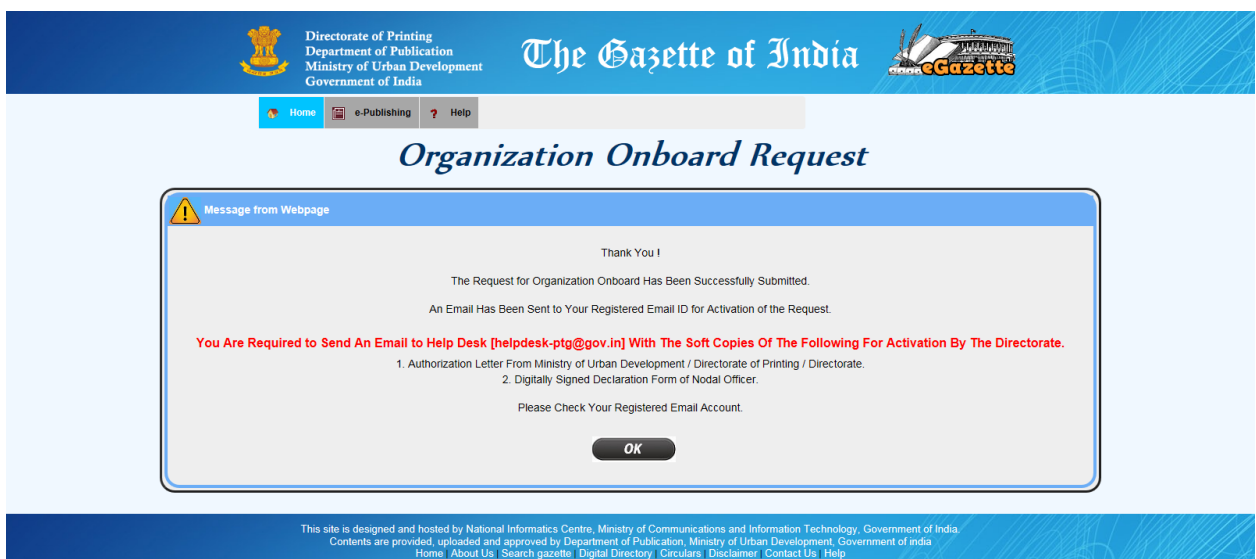 Directorate of Printing
Department of Publication
Ministry of Urban Development
Government of India
The Gazette of India
eGazette
Home e-Publishing ? Help
Organization Onboard Request
Message from Webpage
Thank You !
The Request for Organization Onboard Has Been Successfully Submitted.
An Email Has Been Sent to Your Registered Email ID for Activation of the Request.
You Are Required to Send An Email to Help Desk [helpdesk-ptg@gov.in] With The Soft Copies Of The Following For Activation By The Directorate.
1. Authorization Letter From Ministry of Urban Development / Directorate of Printing / Directorate.
2. Digitally Signed Declaration Form of Nodal Officer.
Please Check Your Registered Email Account.
OK
This site is designed and hosted by National Informatics Centre, Ministry of Communications and Information Technology, Government of India.
Contents are provided, uploaded and approved by Department of Publication, Ministry of Urban Development, Government of india
Home | About Us | Search gazette | Digital Directory | Circulars | Disclaimer | Contact Us | Help